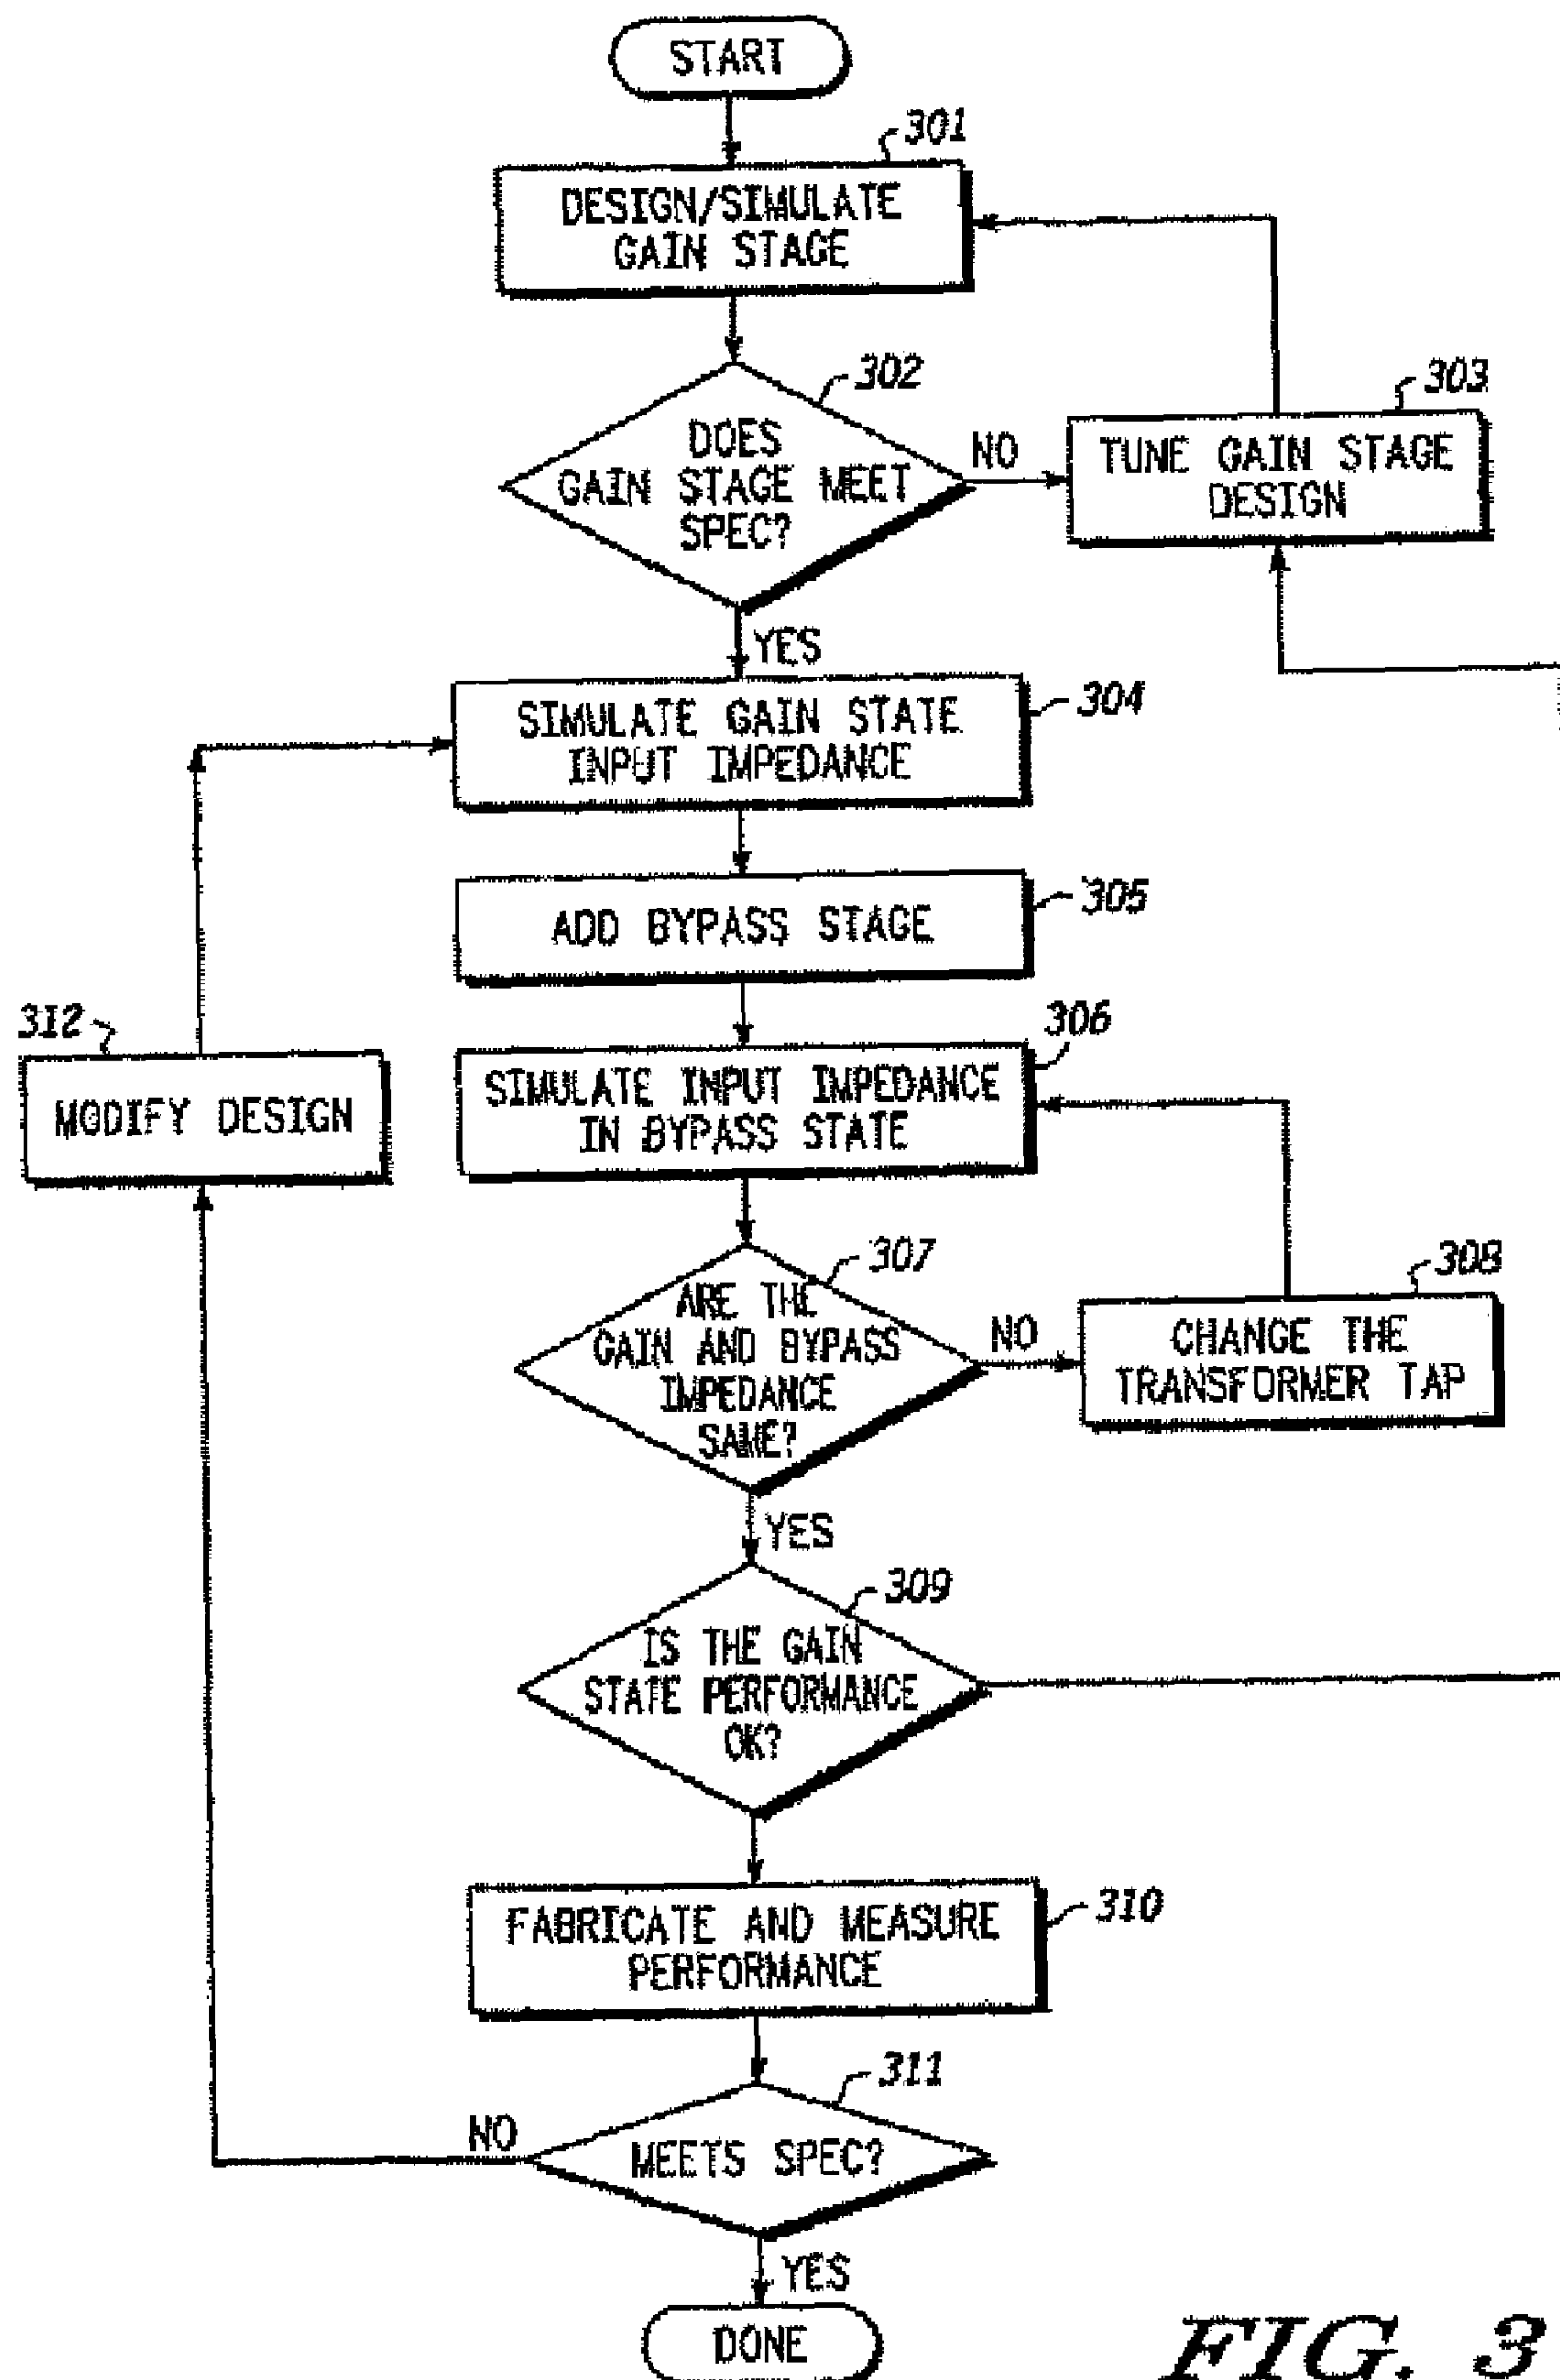 START
301
DESIGN/SIMULATE
GAIN STAGE
302
DOES
GAIN STAGE MEET
SPEC?
NO
303
TUNE GAIN STAGE
DESIGN
YES
304
SIMULATE GAIN STATE
INPUT IMPEDANCE
305
ADD BYPASS STAGE
312
MODIFY DESIGN
306
SIMULATE INPUT IMPEDANCE
IN BYPASS STATE
307
ARE THE
GAIN AND BYPASS
IMPEDANCE
SAME?
NO
308
CHANGE THE
TRANSFORMER TAP
YES
309
IS THE GAIN
STATE PERFORMANCE
OK?
310
FABRICATE AND MEASURE
PERFORMANCE
311
NO
MEETS SPEC?
YES
DONE
FIG. 3